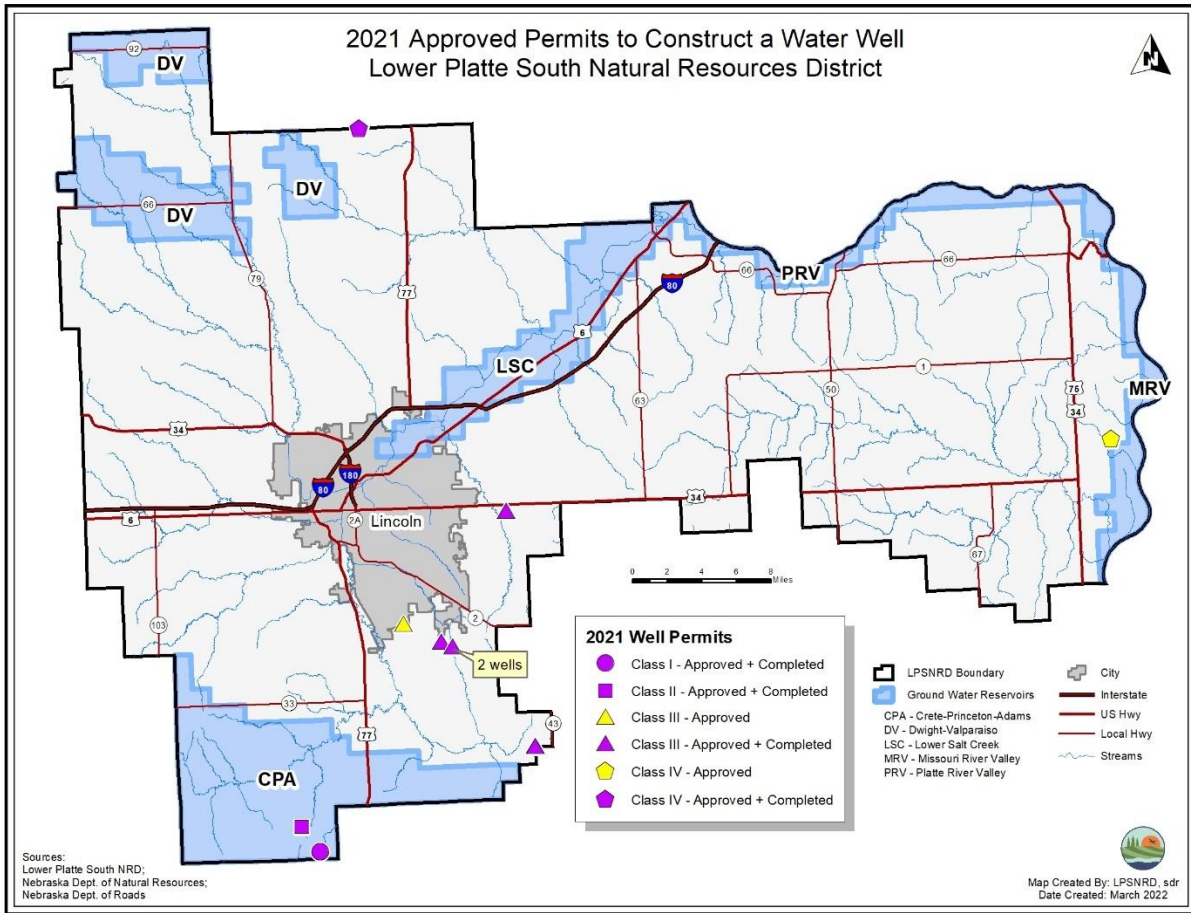 2021 Approved Permits to Construct a Water Well
Lower Platte South Natural Resources District
N
92
DV
DV
DV
66
79
77
80
66
PRV
66
6
LSC
63
50
1
75
34
MRV
34
80
180
6
2A
Lincoln
34
67
103
2
2 wells
33
77
43
CPA
0 2 4 6 8
Miles
2021 Well Permits
Class I - Approved + Completed
Class II - Approved + Completed
Class III - Approved
Class III - Approved + Completed
Class IV - Approved
Class IV - Approved + Completed
LPSNRD Boundary
Ground Water Reservoirs
CPA - Crete-Princeton-Adams
DV - Dwight-Valparaiso
LSC - Lower Salt Creek
MRV - Missouri River Valley
PRV - Platte River Valley
City
Interstate
US Hwy
Local Hwy
Streams
Sources:
Lower Platte South NRD;
Nebraska Dept. of Natural Resources;
Nebraska Dept. of Roads
Map Created By: LPSNRD, sdr
Date Created: March 2022